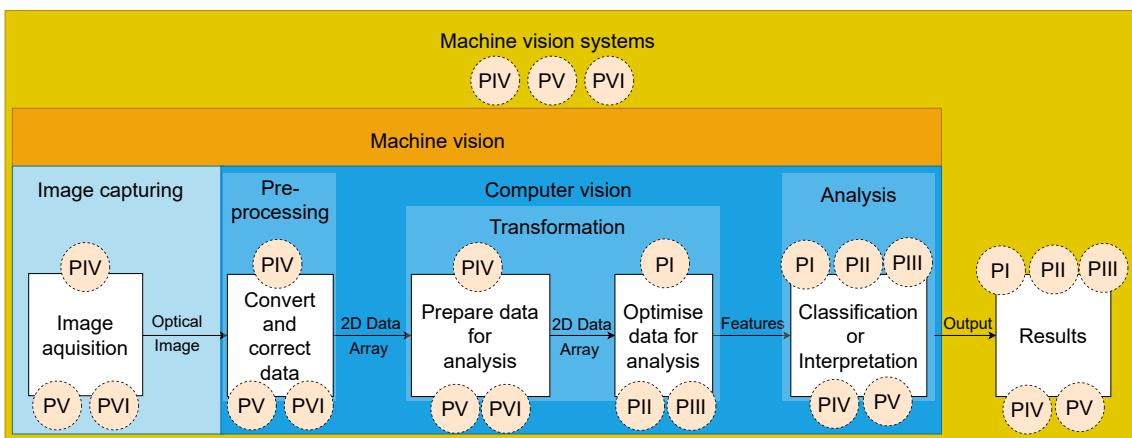 Machine vision systems
PIV PV PVI
Machine vision
Image capturing
Pre-
processing
Computer vision
Transformation
Analysis
PIV
Image
aquisition
PV PVI
Optical
Image
PIV
Convert
and
correct
data
PV PVI
2D Data
Array
PIV
Prepare data
for
analysis
PV PVI
2D Data
Array
PI
Optimise
data for
analysis
PII PIII
Features
PI PII PIII
Classification
or
Interpretation
PIV PV
Output
PI PII PIII
Results
PIV PV